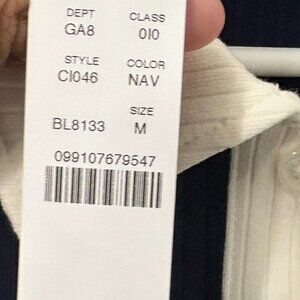 DEPT CLASS
GA8 010
STYLE COLOR
CI046 NAV
SIZE
BL8133 M
099107679547